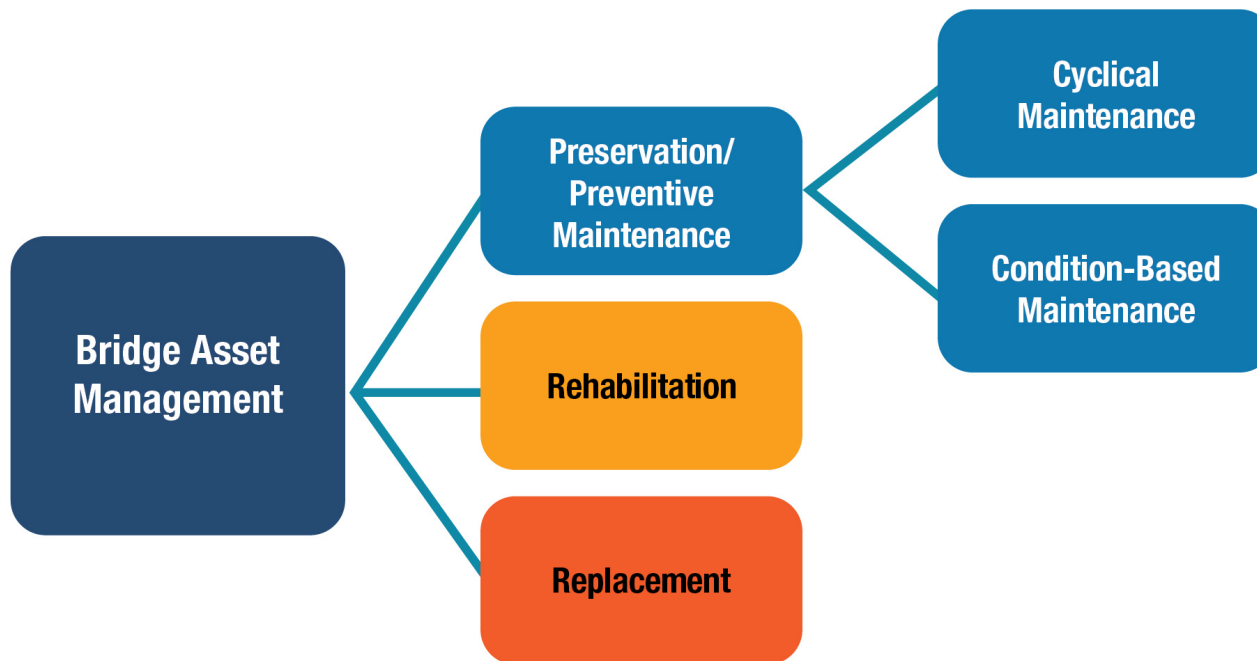 Bridge Asset
Management
Preservation/
Preventive
Maintenance
Rehabilitation
Replacement
Cyclical
Maintenance
Condition-Based
Maintenance